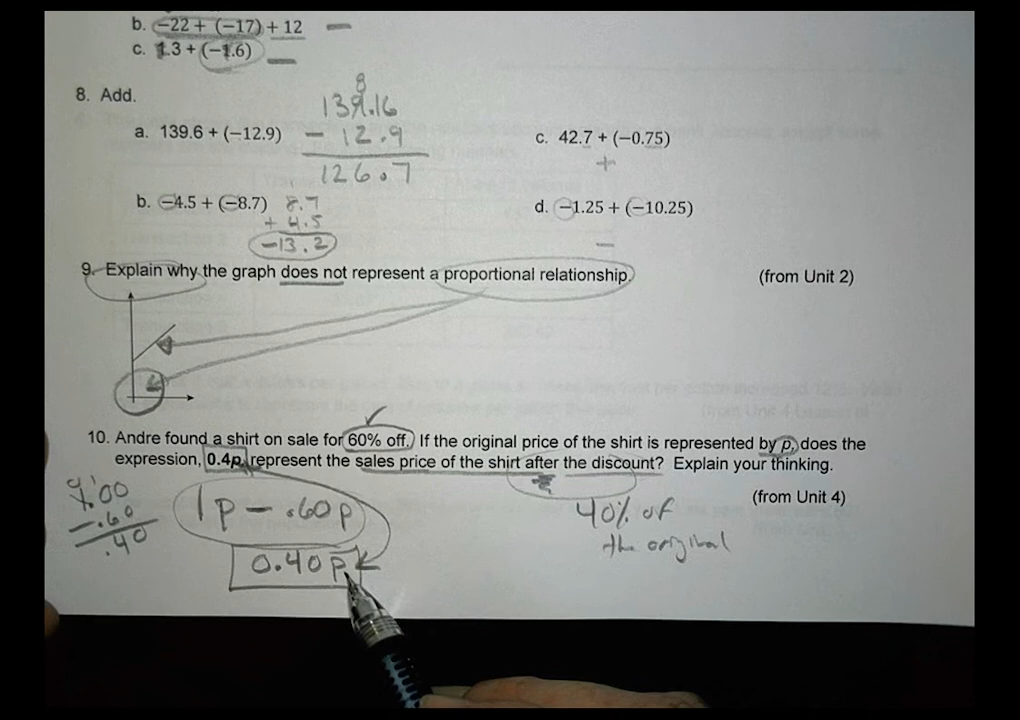 b. −22 + (−17) + 12 −
c. 1.3 + (−1.6) −
8. Add.
8
139.16
a. 139.6 + (−12.9) − 12.9
126.7
c. 42.7 + (−0.75)
+
b. −4.5 + (−8.7) 8.7
+ 4.5
−13.2
d. −1.25 + (−10.25)
−
9. Explain why the graph does not represent a proportional relationship. (from Unit 2)
10. Andre found a shirt on sale for 60% off. If the original price of the shirt is represented by p, does the
expression, 0.4p, represent the sales price of the shirt after the discount? Explain your thinking.
(from Unit 4)
1.00
− .60
.40
1p − .60p
0.40p
40% of
the original